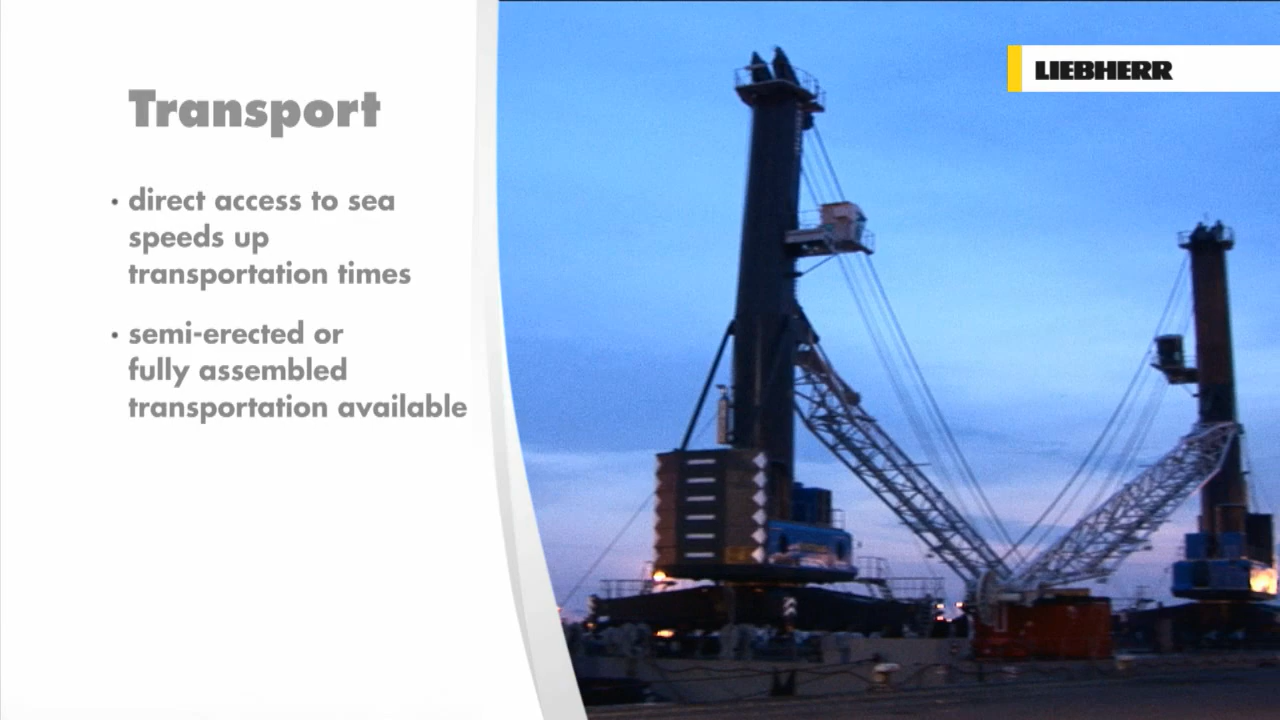 Transport
• direct access to sea
speeds up
transportation times
• semi-erected or
fully assembled
transportation available
LIEBHERR